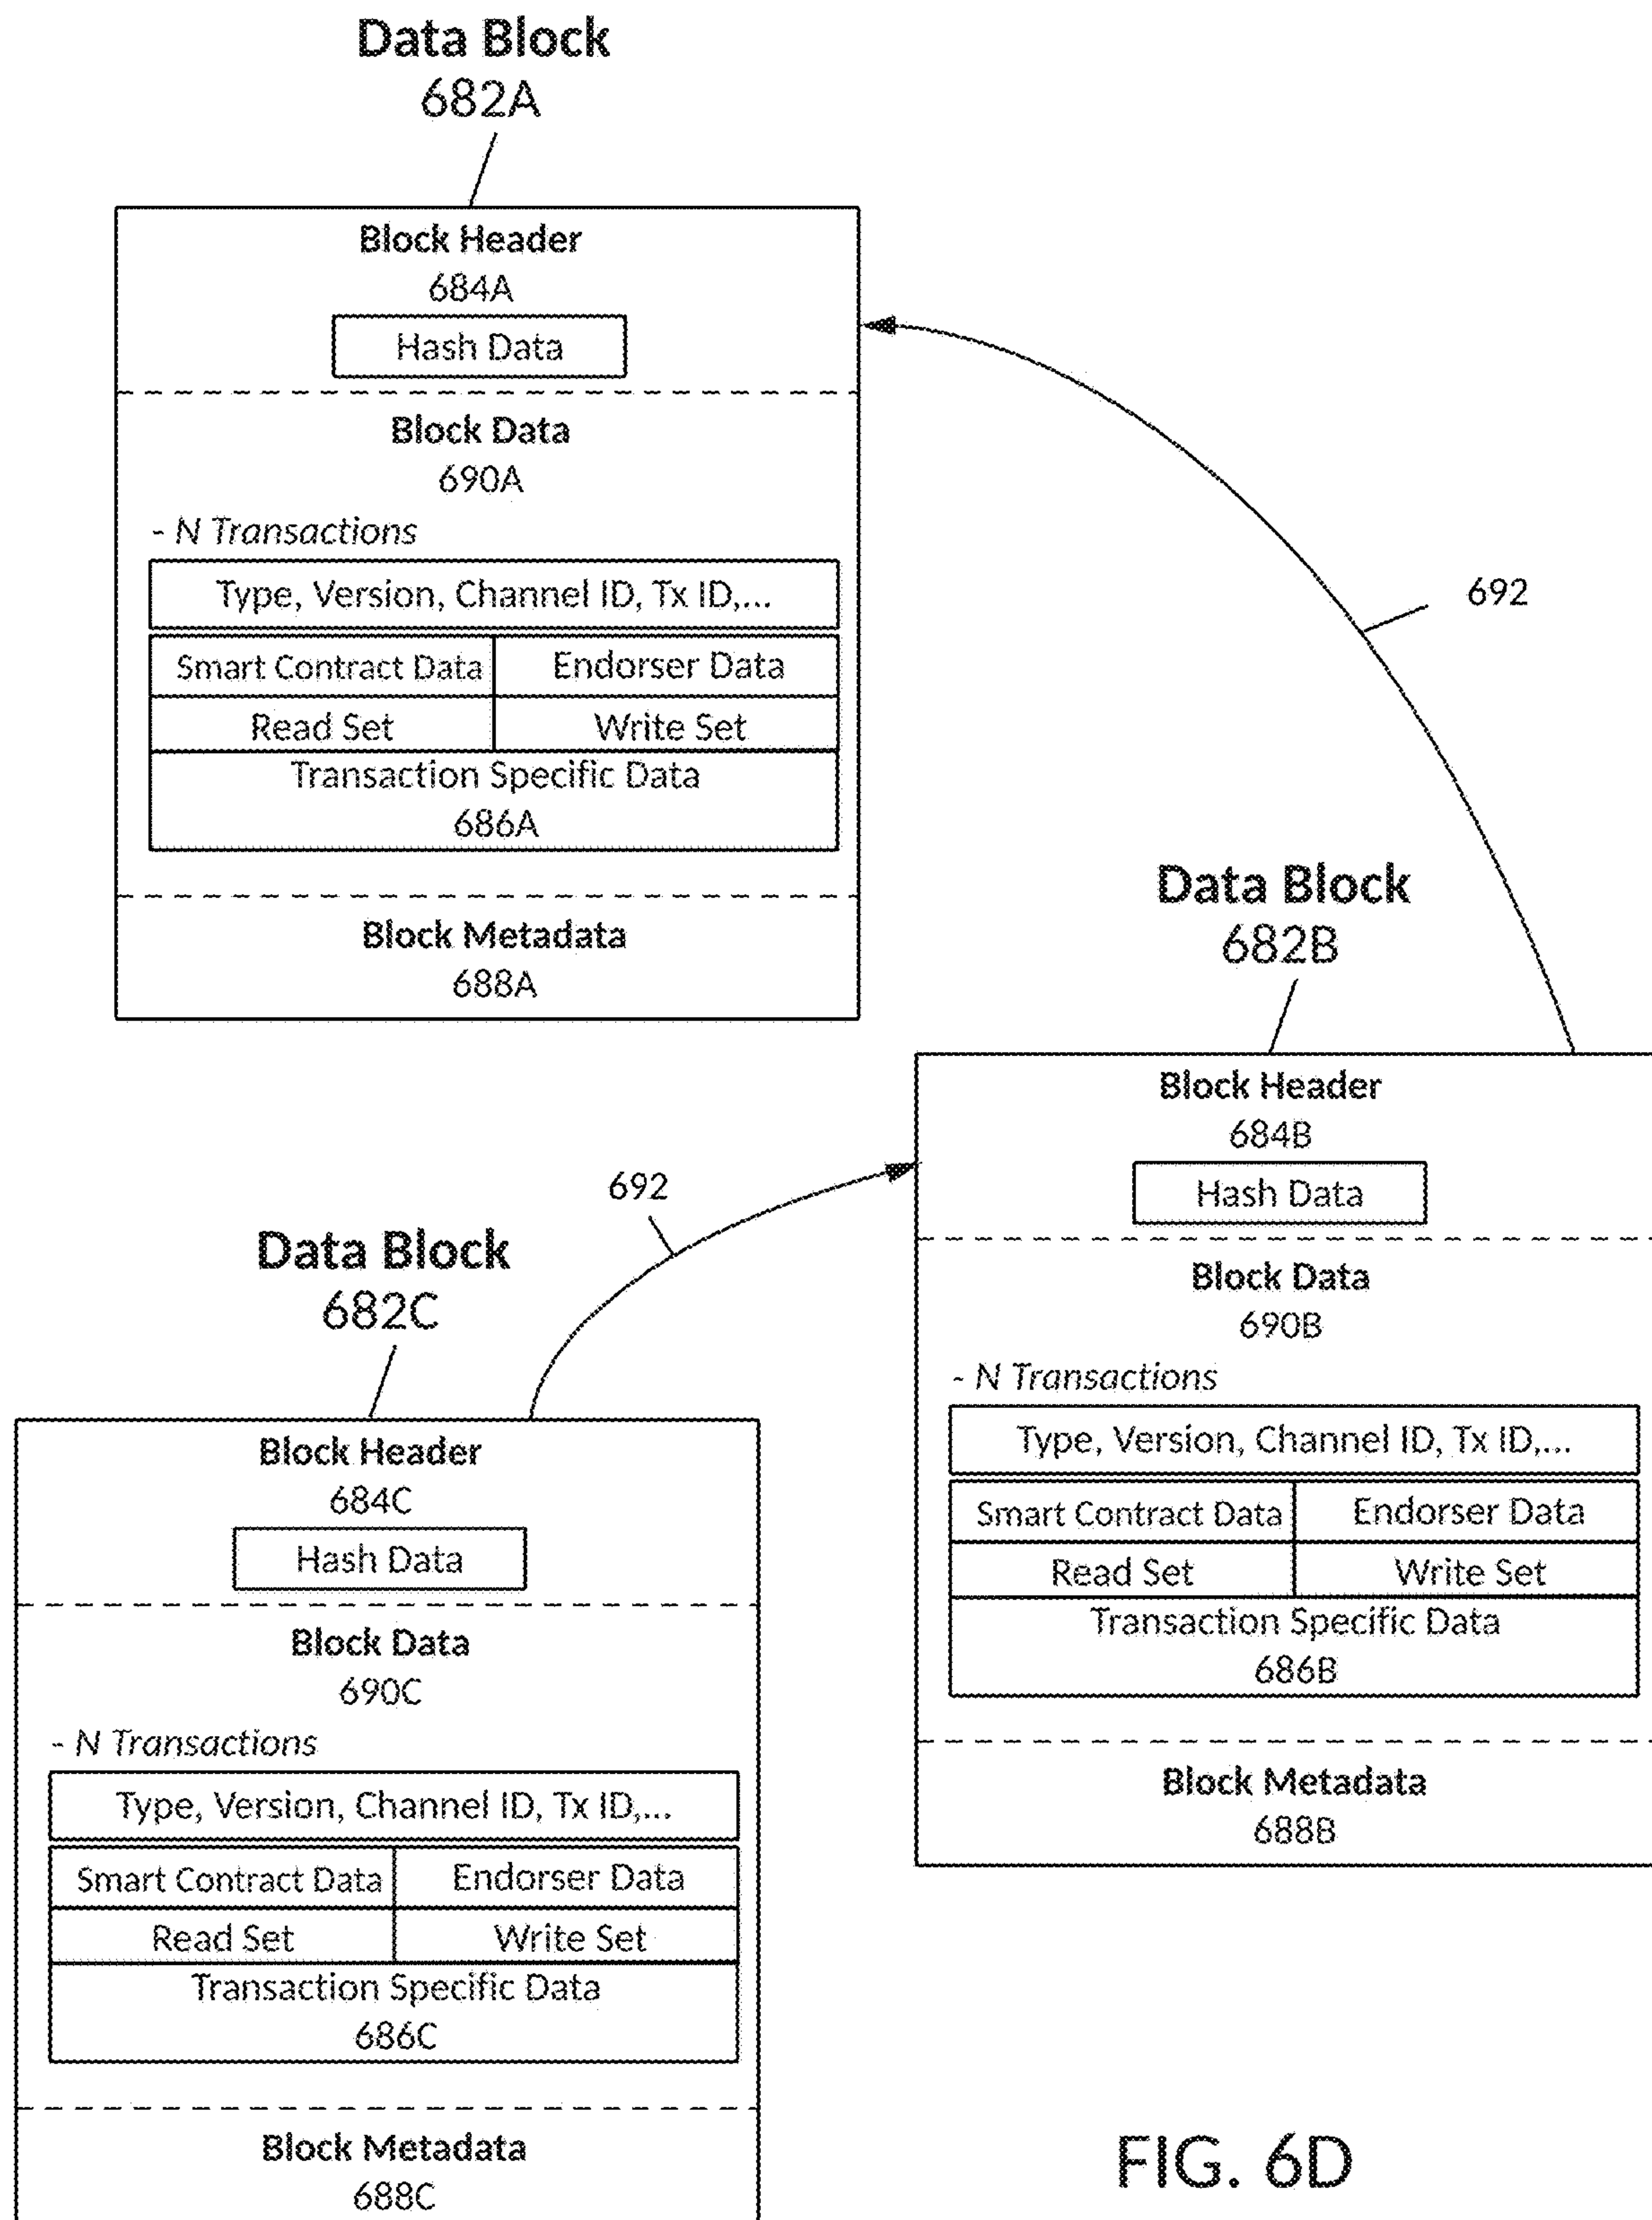 Data Block
682A
Block Header
684A
Hash Data
Block Data
690A
- N Transactions
Type, Version, Channel ID, Tx ID,...
Smart Contract Data
Endorser Data
Read Set
Write Set
Transaction Specific Data
686A
Block Metadata
688A
692
Data Block
682B
Block Header
684B
Hash Data
Block Data
690B
- N Transactions
Type, Version, Channel ID, Tx ID,...
Smart Contract Data
Endorser Data
Read Set
Write Set
Transaction Specific Data
686B
Block Metadata
688B
692
Data Block
682C
Block Header
684C
Hash Data
Block Data
690C
- N Transactions
Type, Version, Channel ID, Tx ID,...
Smart Contract Data
Endorser Data
Read Set
Write Set
Transaction Specific Data
686C
Block Metadata
688C
FIG. 6D